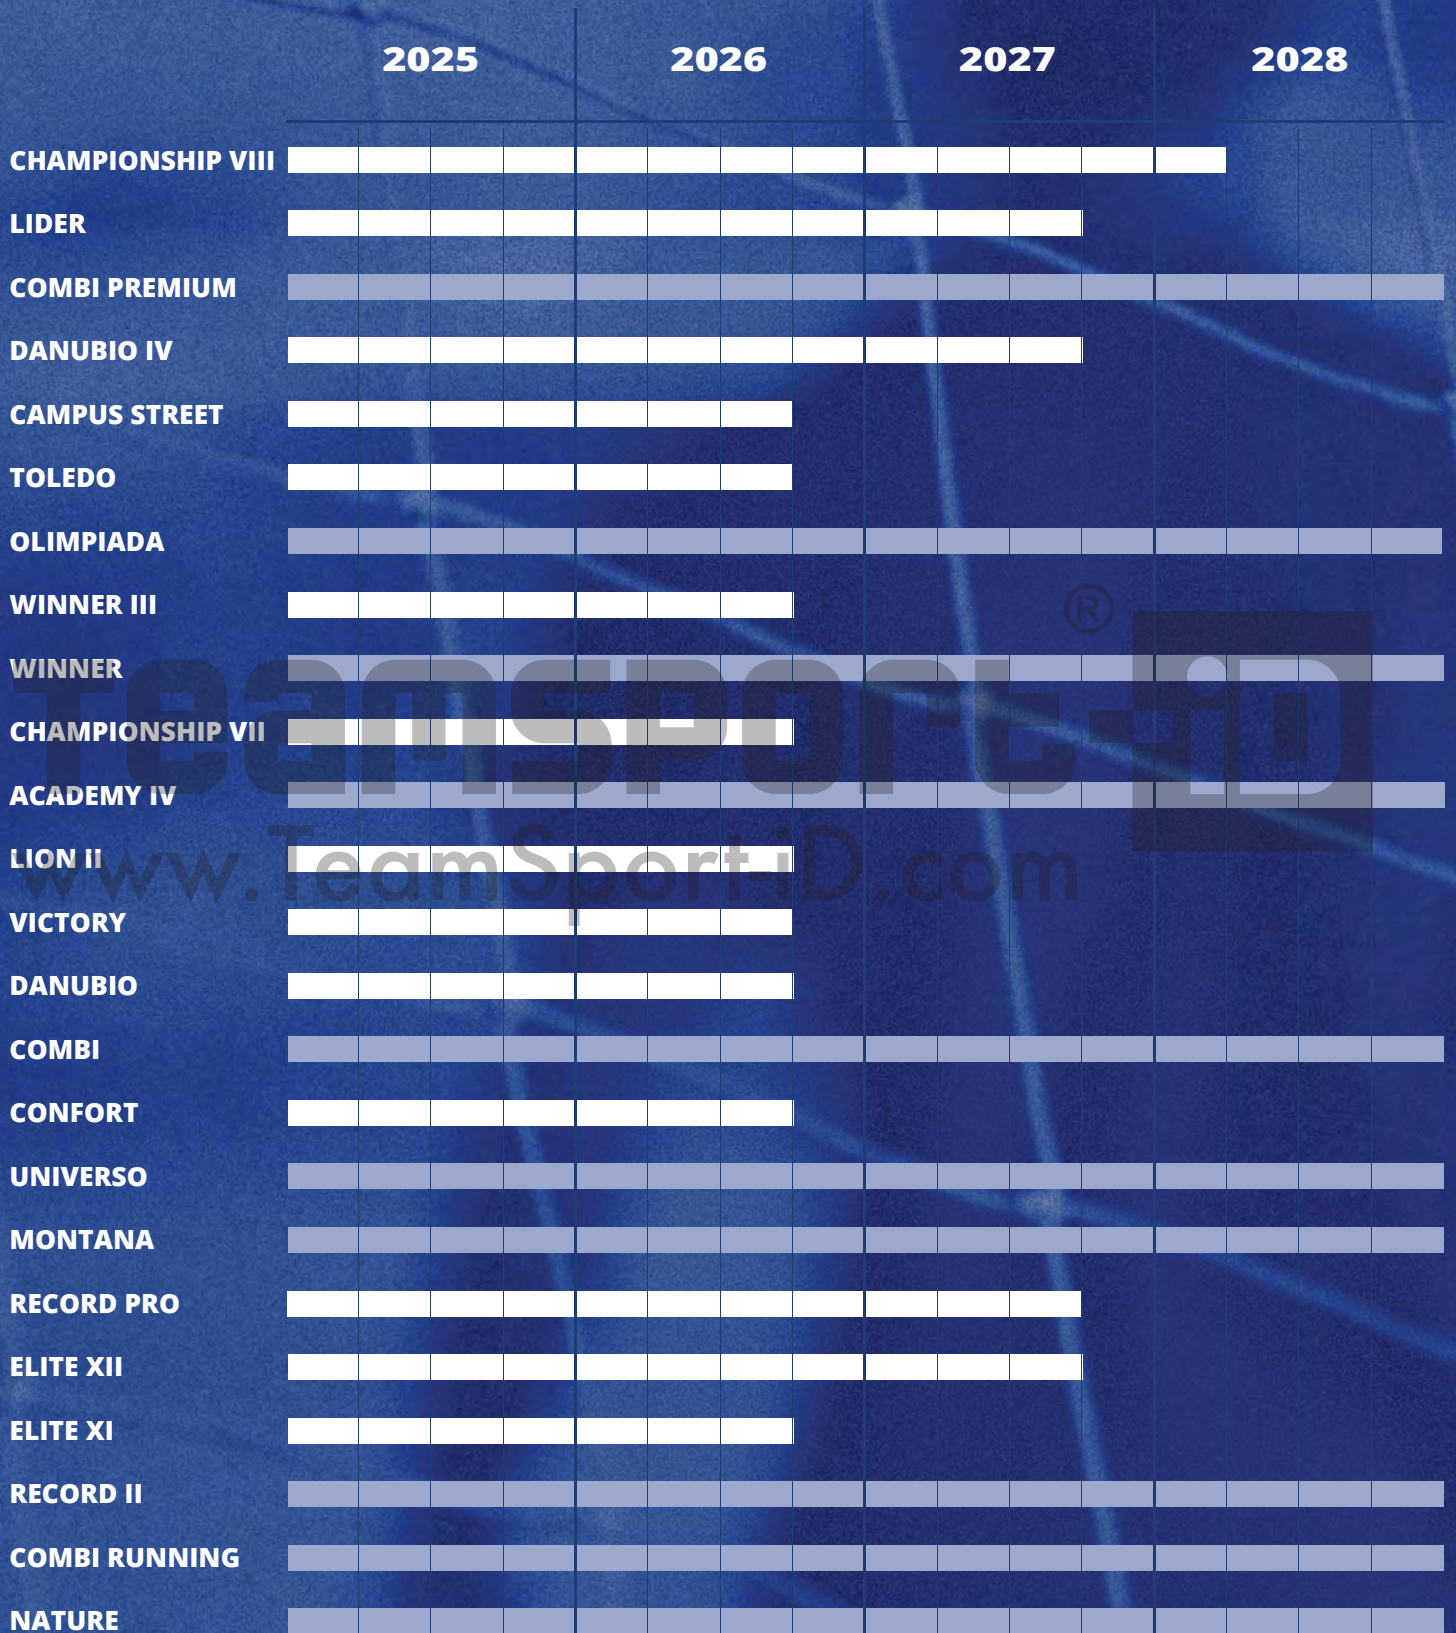 2025 2026 2027 2028
CHAMPIONSHIP VIII
LIDER
COMBI PREMIUM
DANUBIO IV
CAMPUS STREET
TOLEDO
OLIMPIADA
WINNER III
®
WINNER
Teamsport-iD
CHAMPIONSHIP VII
ACADEMY IV
LION II
www.TeamSport-iD.com
VICTORY
DANUBIO
COMBI
CONFORT
UNIVERSO
MONTANA
RECORD PRO
ELITE XII
ELITE XI
RECORD II
COMBI RUNNING
NATURE